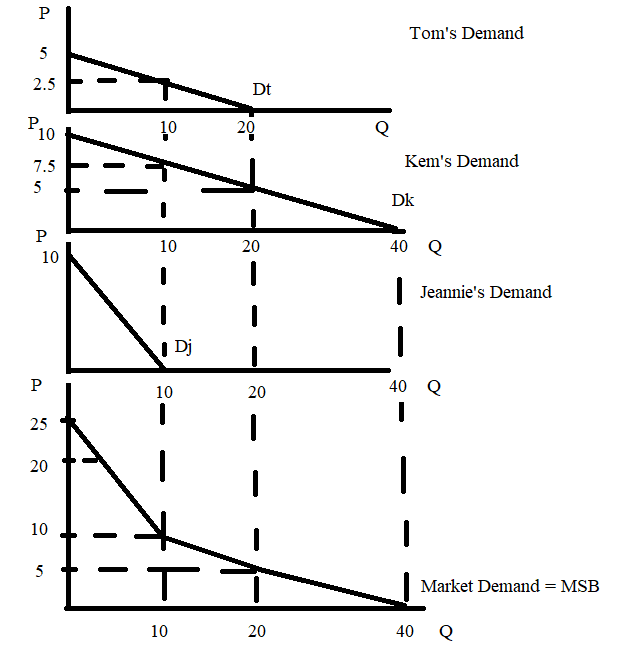 P
Tom's Demand
5
2.5
Dt
10 20 Q
P
10
Kem's Demand
7.5
5
Dk
10 20 40 Q
P
10
Jeannie's Demand
Dj
10 20 40 Q
P
25
20
10
5
Market Demand = MSB
10 20 40 Q